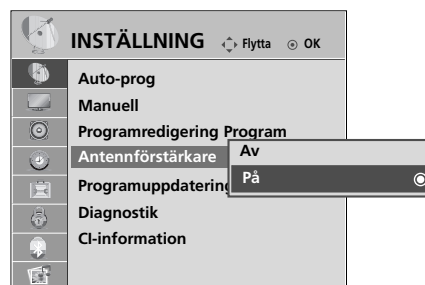 INSTÄLLNING Flytta OK
Auto-prog
Manuell
Programredigering Program
Antennförstärkare
Av
På
Programuppdatering
Diagnostik
CI-information